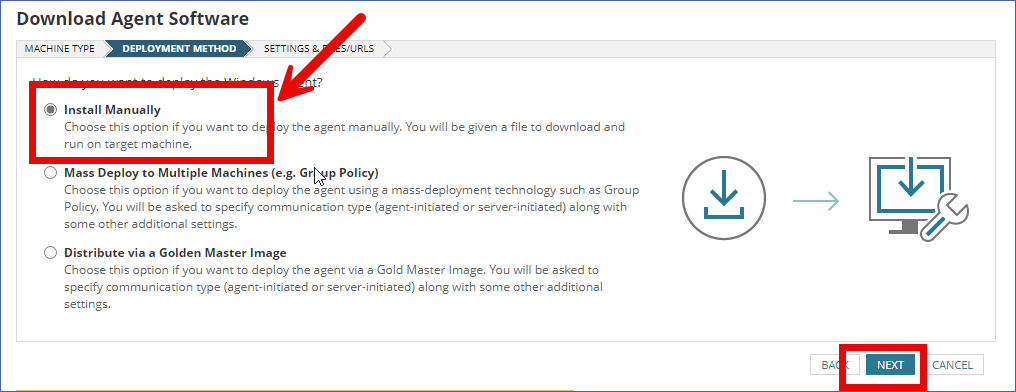 Download Agent Software
MACHINE TYPE DEPLOYMENT METHOD SETTINGS & FILES/URLS
How do you want to deploy the Windows Agent?
Install Manually
Choose this option if you want to deploy the agent manually. You will be given a file to download and
run on target machine.
Mass Deploy to Multiple Machines (e.g. Group Policy)
Choose this option if you want to deploy the agent using a mass-deployment technology such as Group
Policy. You will be asked to specify communication type (agent-initiated or server-initiated) along with
some other additional settings.
Distribute via a Golden Master Image
Choose this option if you want to deploy the agent via a Gold Master Image. You will be asked to
specify communication type (agent-initiated or server-initiated) along with some other additional
settings.
BACK NEXT CANCEL